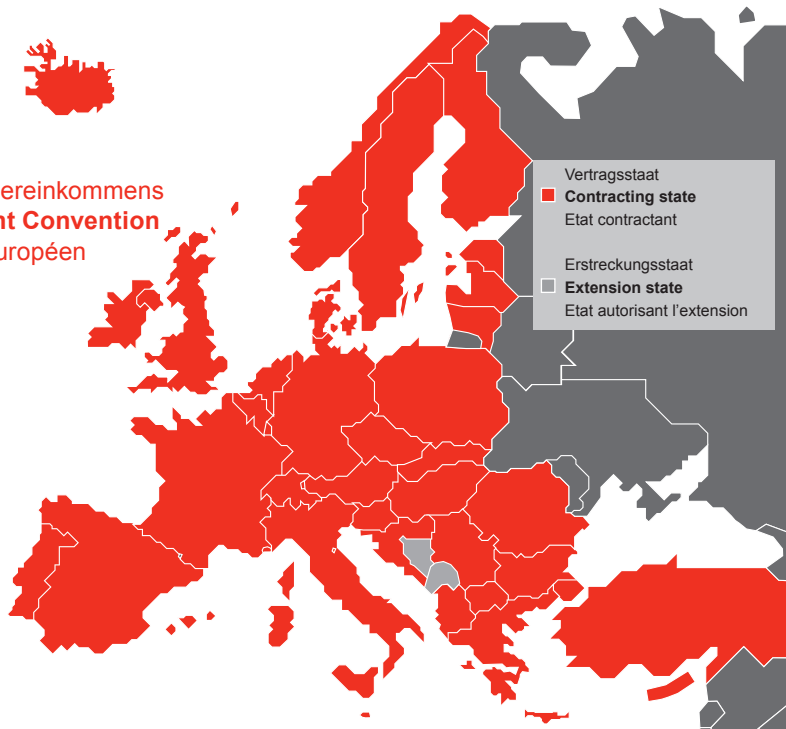 ereinkommens
nt Convention
uropéen
Vertragsstaat
Contracting state
Etat contractant
Erstreckungsstaat
Extension state
Etat autorisant l'extension